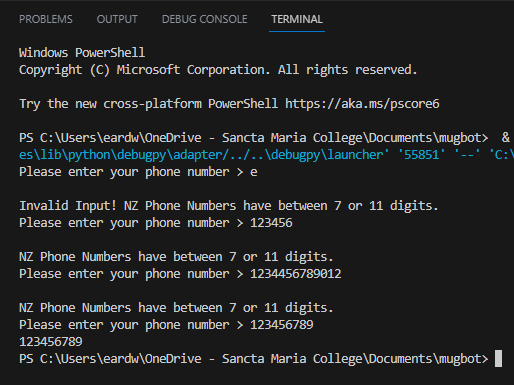 PROBLEMS OUTPUT DEBUG CONSOLE TERMINAL
Windows PowerShell
Copyright (C) Microsoft Corporation. All rights reserved.
Try the new cross-platform PowerShell https://aka.ms/pscore6
PS C:\Users\eardw\OneDrive - Sancta Maria College\Documents\mugbot> &
es\lib\python\debugpy\adapter/../..\debugpy\launcher' '55851' '--' 'C:\
Please enter your phone number > e
Invalid Input! NZ Phone Numbers have between 7 or 11 digits.
Please enter your phone number > 123456
NZ Phone Numbers have between 7 or 11 digits.
Please enter your phone number > 1234456789012
NZ Phone Numbers have between 7 or 11 digits.
Please enter your phone number > 123456789
123456789
PS C:\Users\eardw\OneDrive - Sancta Maria College\Documents\mugbot>